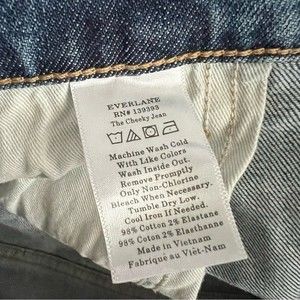 EVERLANE
RN# 139393
The Cheeky Jean
Machine Wash Cold
With Like Colors
Wash Inside Out.
Remove Promptly
Only Non-Chlorine
Bleach When Necessary.
Tumble Dry Low.
Cool Iron If Needed.
98% Cotton 2% Elastane
98% Coton 2% Élasthanne
Made in Vietnam
Fabriqué au Viêt-Nam